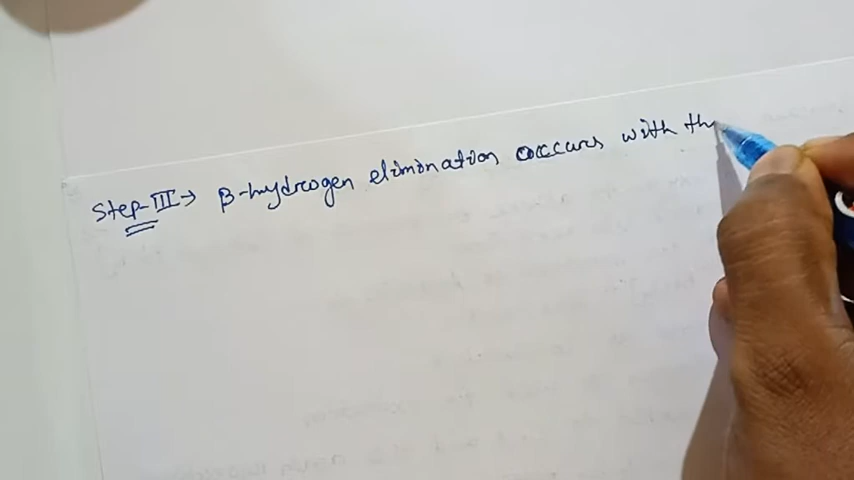 Step-III → β-hydrogen elimination occurs with th